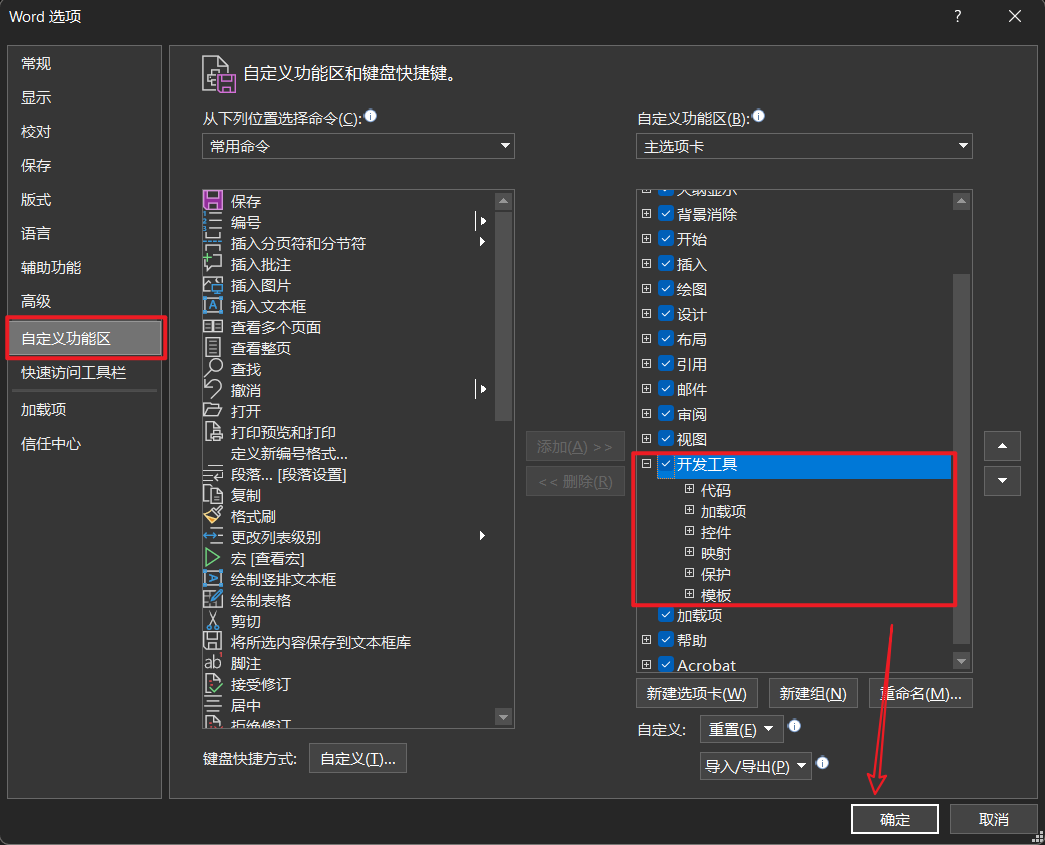 Word 选项
?
常规
显示
校对
保存
版式
语言
辅助功能
高级
自定义功能区
快速访问工具栏
加载项
信任中心
自定义功能区和键盘快捷键。
从下列位置选择命令(C):
常用命令
保存
编号
插入分页符和分节符
插入批注
插入图片
插入文本框
查看多个页面
查看整页
查找
撤消
打开
打印预览和打印
定义新编号格式...
段落... [段落设置]
复制
格式刷
更改列表级别
宏 [查看宏]
绘制竖排文本框
绘制表格
剪切
将所选内容保存到文本框库
脚注
接受修订
居中
拒绝修订
键盘快捷方式:
自定义(T)...
添加(A) >>
<< 删除(R)
自定义功能区(B):
主选项卡
大纲显示
背景消除
开始
插入
绘图
设计
布局
引用
邮件
审阅
视图
开发工具
代码
加载项
控件
映射
保护
模板
加载项
帮助
Acrobat
新建选项卡(W)
新建组(N)
重命名(M)...
自定义:
重置(E)
导入/导出(P)
确定
取消